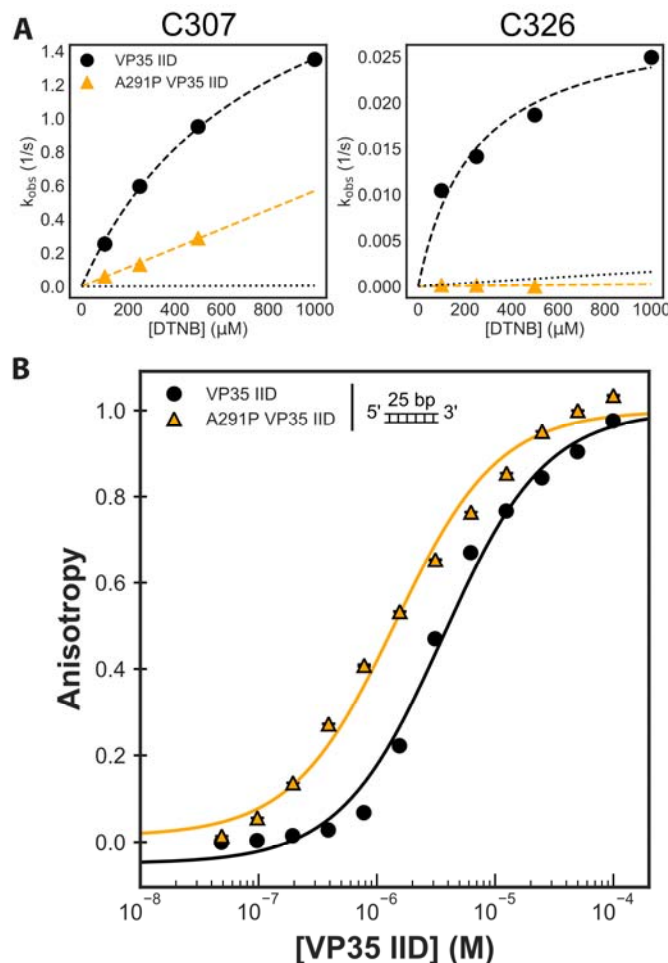 A
C307
C326
VP35 IID
A291P VP35 IID
1.4
1.2
1.0
0.8
0.6
0.4
0.2
0.0
k_obs (1/s)
0 200 400 600 800 1000
[DTNB] (µM)
0.025
0.020
0.015
0.010
0.005
0.000
k_obs (1/s)
0 200 400 600 800 1000
[DTNB] (µM)
B
VP35 IID
A291P VP35 IID
25 bp
5' 3'
1.0
0.8
0.6
0.4
0.2
0.0
Anisotropy
10⁻⁸ 10⁻⁷ 10⁻⁶ 10⁻⁵ 10⁻⁴
[VP35 IID] (M)